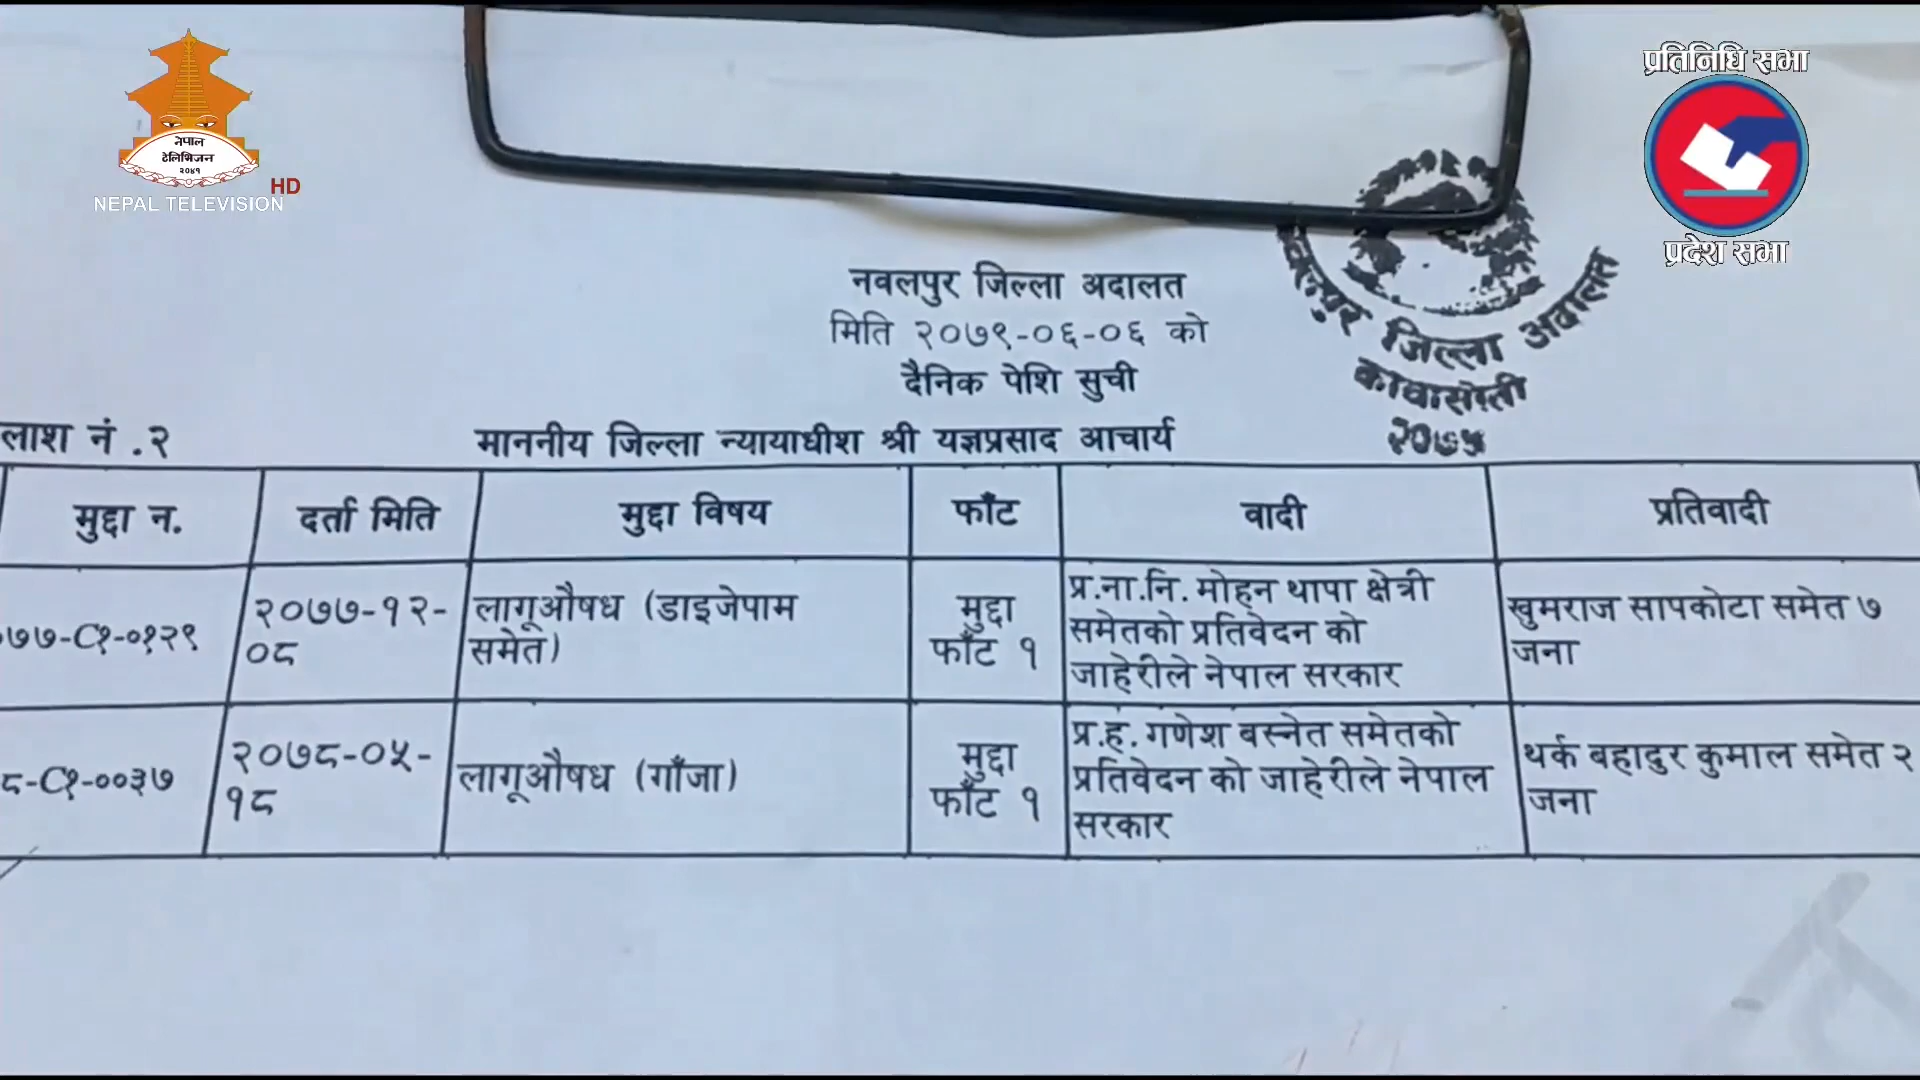 नेपाल
टेलिभिजन
२०४१
HD
NEPAL TELEVISION
प्रतिनिधि सभा
प्रदेश सभा
नवलपुर जिल्ला अदालत
मिति २०७९-०६-०६ को
दैनिक पेशि सुची
जिल्ला अदालत
कावासोती
२०७५
लाश नं .२ माननीय जिल्ला न्यायाधीश श्री यज्ञप्रसाद आचार्य
मुद्दा न. दर्ता मिति मुद्दा विषय फाँट वादी प्रतिवादी
७७-C१-०१२९ २०७७-१२-०८ लागूऔषध (डाइजेपाम समेत) मुद्दा फाँट १ प्र.ना.नि. मोहन थापा क्षेत्री समेतको प्रतिवेदन को जाहेरीले नेपाल सरकार खुमराज सापकोटा समेत ७ जना
८-C१-००३७ २०७८-०५-१८ लागूऔषध (गाँजा) मुद्दा फाँट १ प्र.ह. गणेश बस्नेत समेतको प्रतिवेदन को जाहेरीले नेपाल सरकार थर्क बहादुर कुमाल समेत २ जना